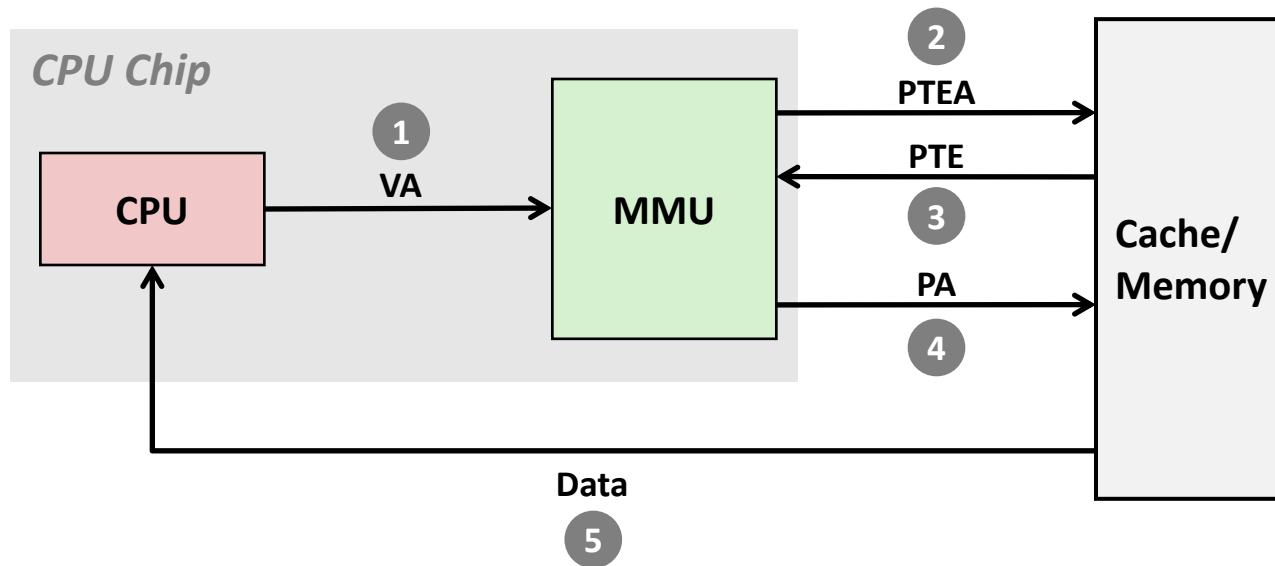 2
CPU Chip
PTEA
1
VA
PTE
CPU
MMU
3
Cache/
Memory
PA
4
Data
5